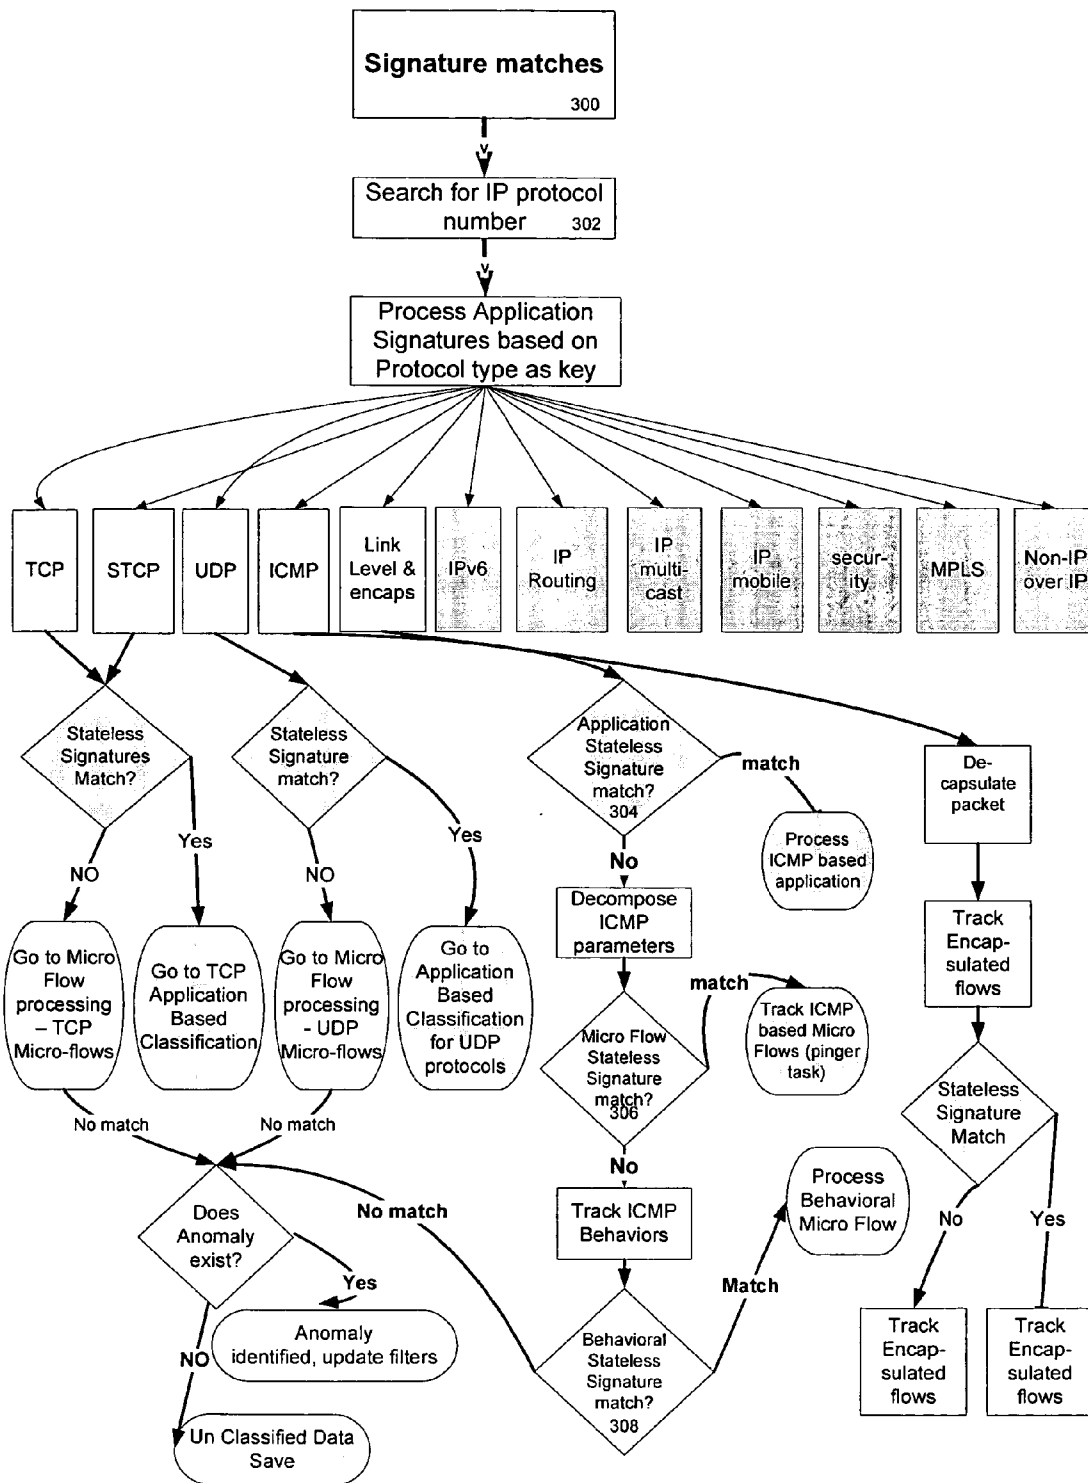 Signature matches
300
Search for IP protocol
number 302
Process Application
Signatures based on
Protocol type as key
TCP
STCP
UDP
ICMP
Link
Level &
encaps
IPv6
IP
Routing
IP
multi-
cast
IP
mobile
secur-
ity
MPLS
Non-IP
over IP
Stateless
Signatures
Match?
Stateless
Signature
match?
Application
Stateless
Signature
match?
304
match
De-
capsulate
packet
Yes
NO
Yes
NO
No
Process
ICMP based
application
Go to Micro
Flow
processing
– TCP
Micro-flows
Go to TCP
Application
Based
Classification
Go to Micro
Flow
processing
- UDP
Micro-flows
Go to
Application
Based
Classification
for UDP
protocols
Decompose
ICMP
parameters
Track
Encap-
sulated
flows
match
Micro Flow
Stateless
Signature
match?
306
Track ICMP
based Micro
Flows (pinger
task)
Stateless
Signature
Match
No match
No match
No
Does
Anomaly
exist?
No match
Track ICMP
Behaviors
Process
Behavioral
Micro Flow
No
Yes
Yes
Match
Anomaly
identified, update filters
NO
Behavioral
Stateless
Signature
match?
308
Track
Encap-
sulated
flows
Track
Encap-
sulated
flows
Un Classified Data
Save